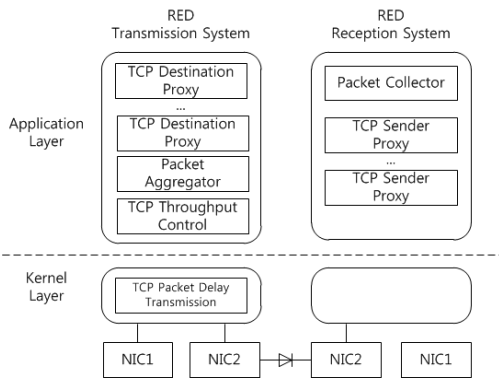 RED
Transmission System
RED
Reception System
Application
Layer
TCP Destination
Proxy
...
TCP Destination
Proxy
Packet
Aggregator
TCP Throughput
Control
Packet Collector
TCP Sender
Proxy
...
TCP Sender
Proxy
Kernel
Layer
TCP Packet Delay
Transmission
NIC1
NIC2
NIC2
NIC1